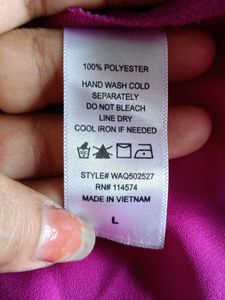 100% POLYESTER
HAND WASH COLD
SEPARATELY
DO NOT BLEACH
LINE DRY
COOL IRON IF NEEDED
STYLE# WAQ502527
RN# 114574
MADE IN VIETNAM
L